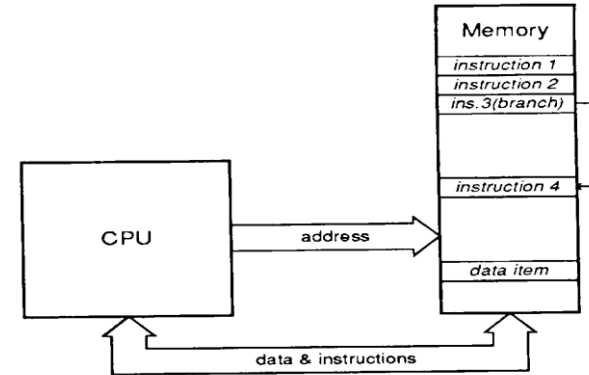 Memory
instruction 1
instruction 2
ins.3(branch)
instruction 4
CPU
address
data item
data & instructions